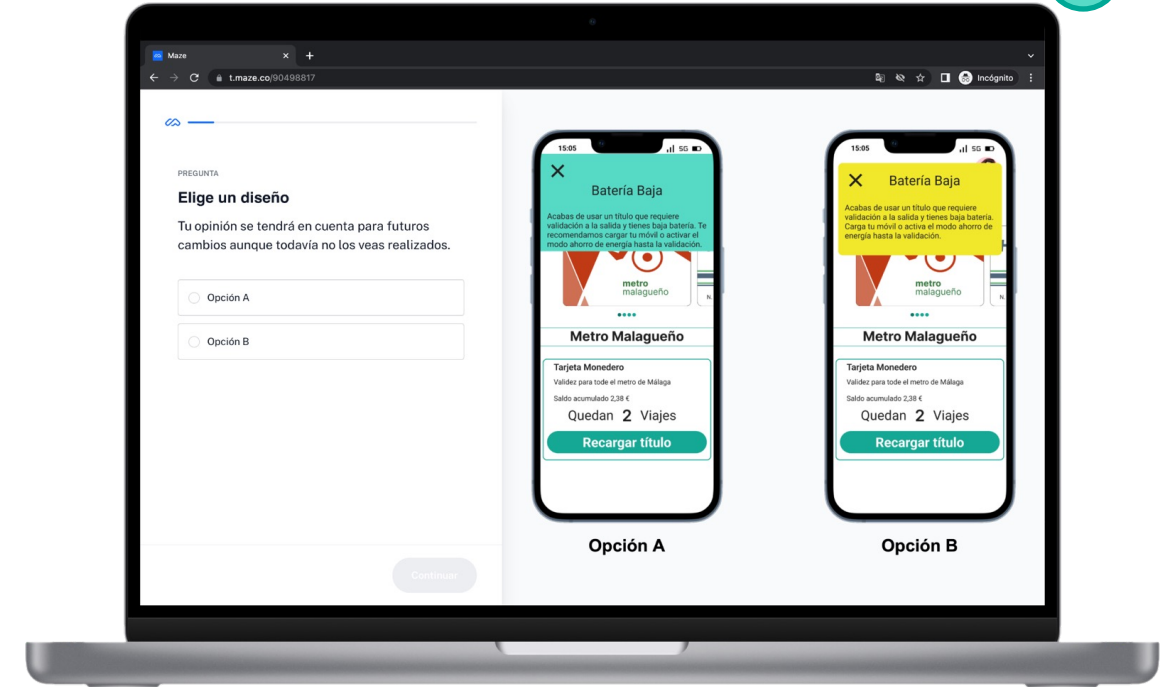 Maze
t.maze.co/90498817
Incógnito
PREGUNTA
Elige un diseño
Tu opinión se tendrá en cuenta para futuros
cambios aunque todavía no los veas realizados.
Opción A
Opción B
Continuar
15:05
5G
Batería Baja
Acabas de usar un título que requiere
validación a la salida y tienes baja batería. Te
recomendamos cargar tu móvil o activar el
modo ahorro de energía hasta la validación.
metro
malagueño
N.
Metro Malagueño
Tarjeta Monedero
Validez para tode el metro de Málaga
Saldo acumulado 2,38 €
Quedan 2 Viajes
Recargar título
Opción A
15:05
5G
Batería Baja
Acabas de usar un título que requiere
validación a la salida y tienes baja batería.
Carga tu móvil o activa el modo ahorro de
energía hasta la validación.
metro
malagueño
N.
Metro Malagueño
Tarjeta Monedero
Validez para tode el metro de Málaga
Saldo acumulado 2,38 €
Quedan 2 Viajes
Recargar título
Opción B